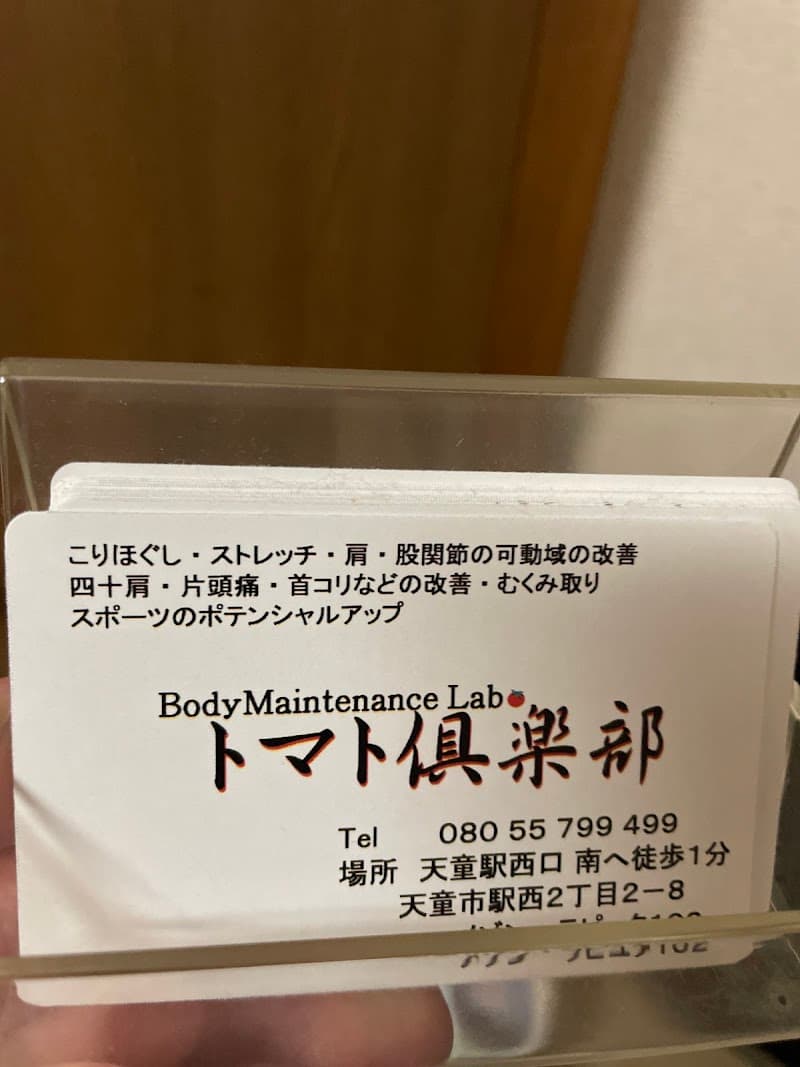 こりほぐし・ストレッチ・肩・股関節の可動域の改善
四十肩・片頭痛・首コリなどの改善・むくみ取り
スポーツのポテンシャルアップ
BodyMaintenance Lab
トマト倶楽部
Tel 080 55 799 499
場所 天童駅西口 南へ徒歩1分
天童市駅西2丁目2－8
102